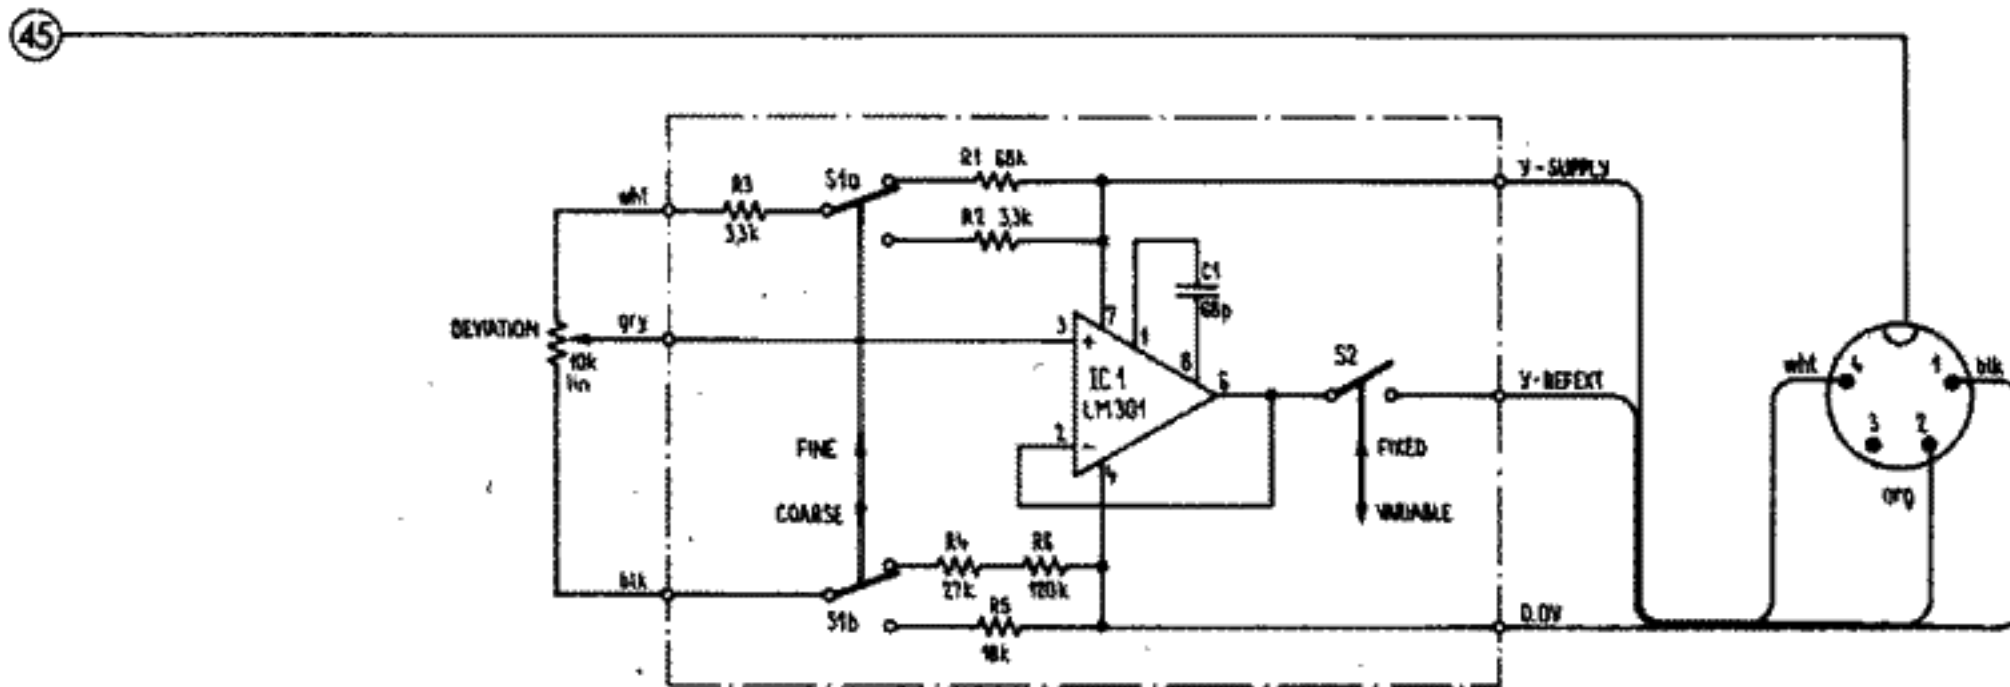 45
R1 68k
Y-SUPPLY
S1a
R3
wht
3,3k
R2 3,3k
C1
68p
DEVIATION
gry
10k
lin
3
7
1
+
8
IC1
LM301
6
S2
Y-REFEXT
2
-
4
FINE
FIXED
COARSE
VARIABLE
R4
R6
27k
120k
blk
S1b
R5
18k
0.0V
wht
4
1
blk
3
2
org